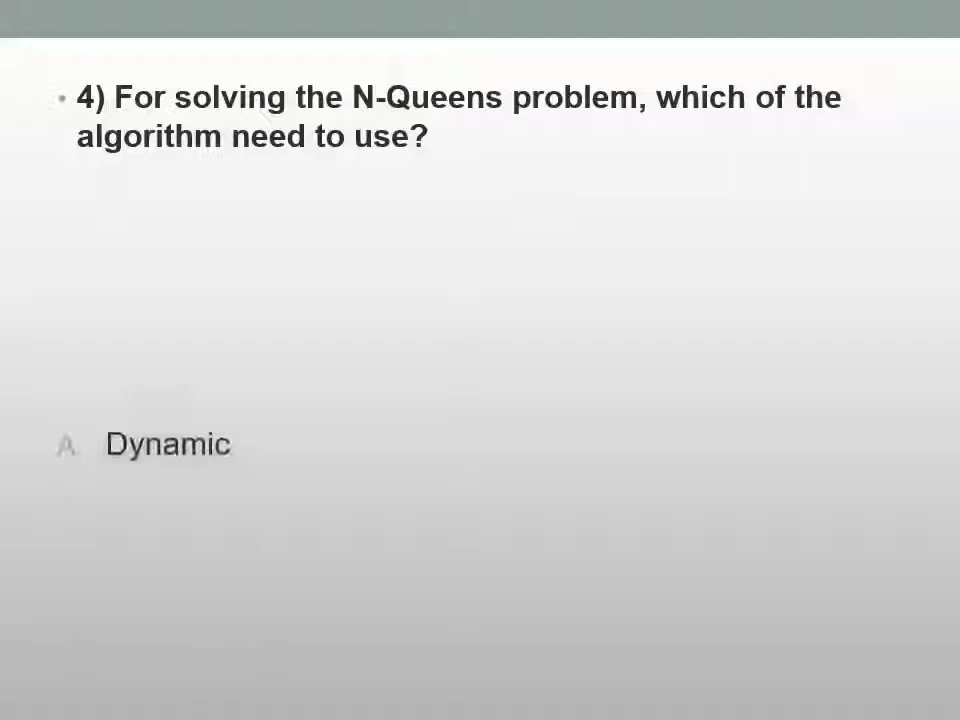 • 4) For solving the N-Queens problem, which of the
algorithm need to use?
A. Dynamic